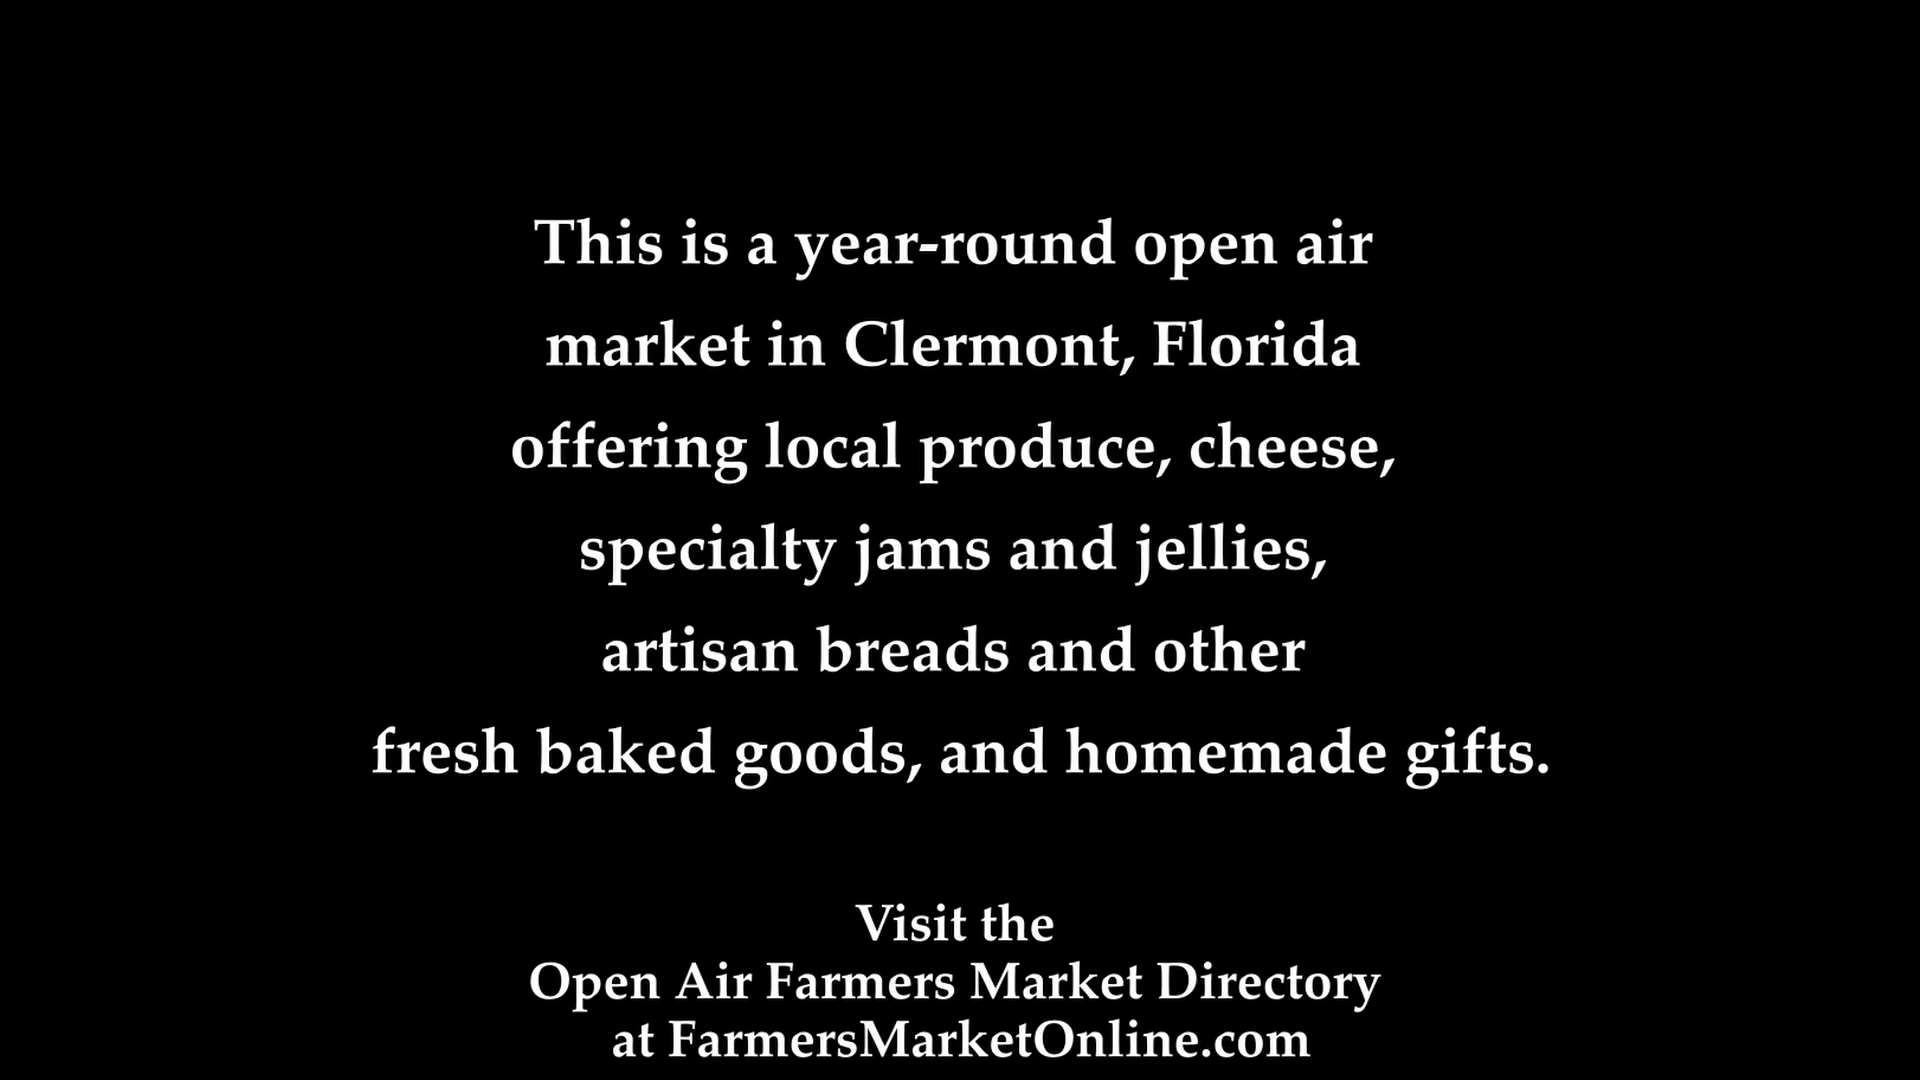 This is a year-round open air
market in Clermont, Florida
offering local produce, cheese,
specialty jams and jellies,
artisan breads and other
fresh baked goods, and homemade gifts.
Visit the
Open Air Farmers Market Directory
at FarmersMarketOnline.com